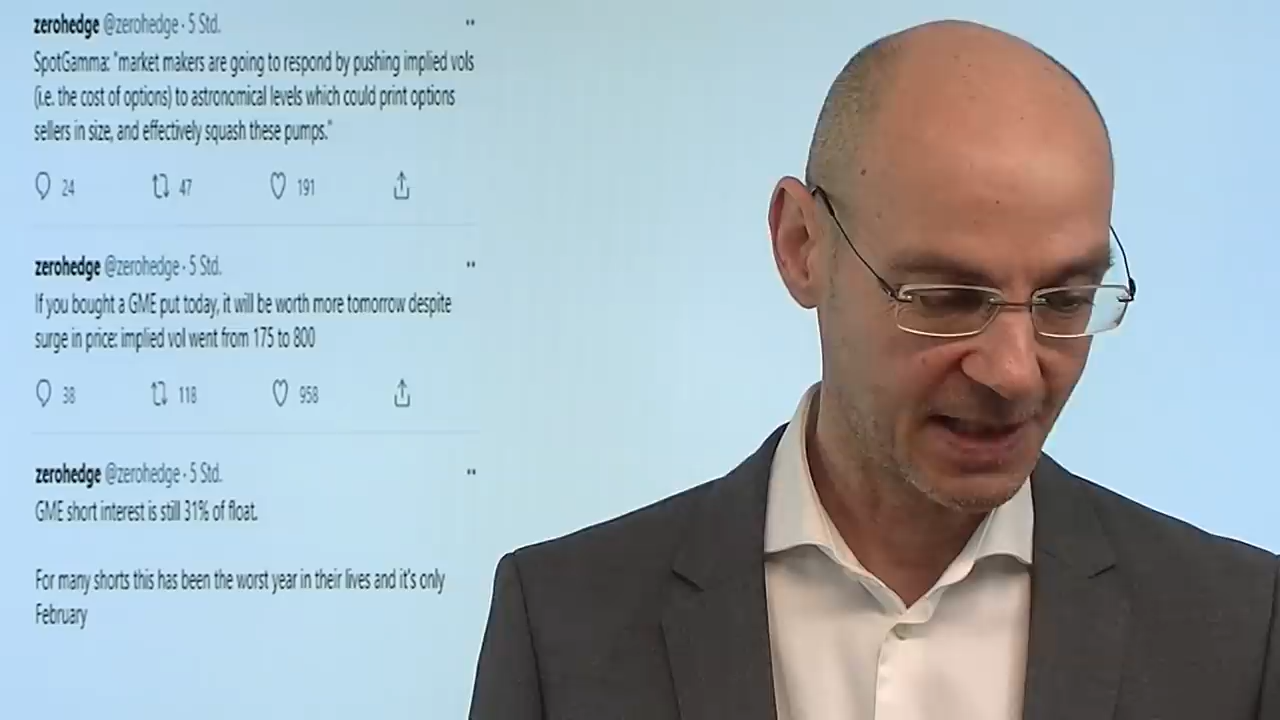 zerohedge @zerohedge · 5 Std.
SpotGamma: "market makers are going to respond by pushing implied vols
(i.e. the cost of options) to astronomical levels which could print options
sellers in size, and effectively squash these pumps."
24 47 191
zerohedge @zerohedge · 5 Std.
If you bought a GME put today, it will be worth more tomorrow despite
surge in price: implied vol went from 175 to 800
38 118 958
zerohedge @zerohedge · 5 Std.
GME short interest is still 31% of float.
For many shorts this has been the worst year in their lives and it's only
February